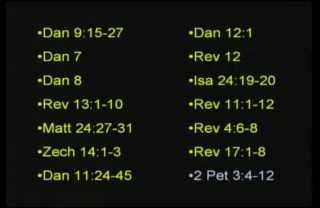 •Dan 9:15-27
•Dan 7
•Dan 8
•Rev 13:1-10
•Matt 24:27-31
•Zech 14:1-3
•Dan 11:24-45
•Dan 12:1
•Rev 12
•Isa 24:19-20
•Rev 11:1-12
•Rev 4:6-8
•Rev 17:1-8
•2 Pet 3:4-12